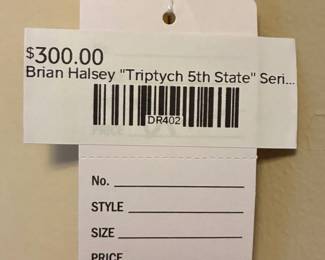 $300.00
Brian Halsey "Triptych 5th State" Seri...
DR402
No.
STYLE
SIZE
PRICE